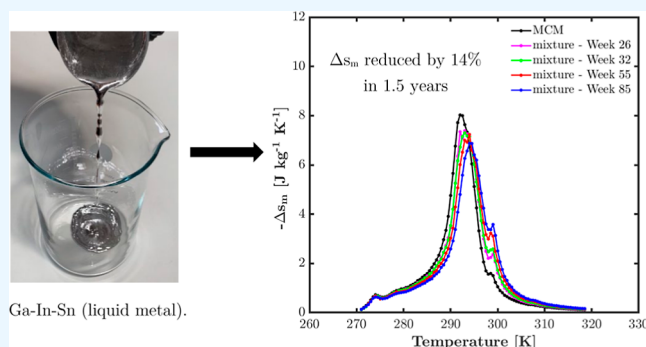 12
10
8
6
4
2
0
-Δsm [J kg-1 K-1]
Δsm reduced by 14%
in 1.5 years
MCM
mixture - Week 26
mixture - Week 32
mixture - Week 55
mixture - Week 85
260 270 280 290 300 310 320 330
Temperature [K]
Ga-In-Sn (liquid metal).